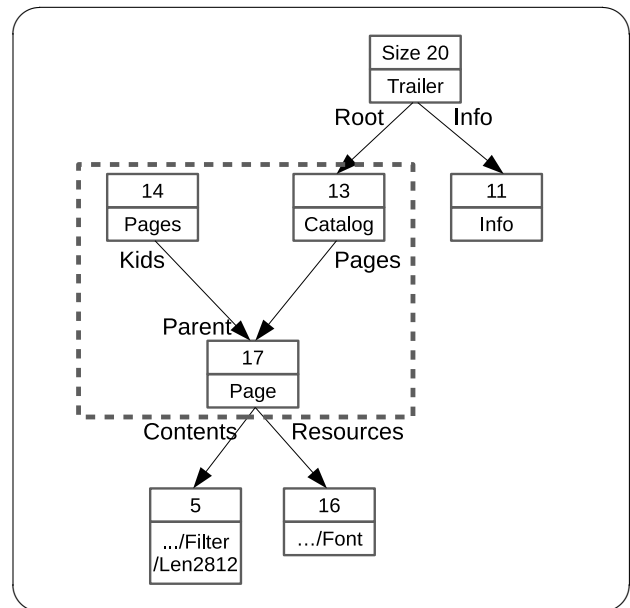 Size 20
Trailer
Root
Info
14
Pages
13
Catalog
11
Info
Kids
Pages
Parent
17
Page
Contents
Resources
5
.../Filter
/Len2812
16
.../Font